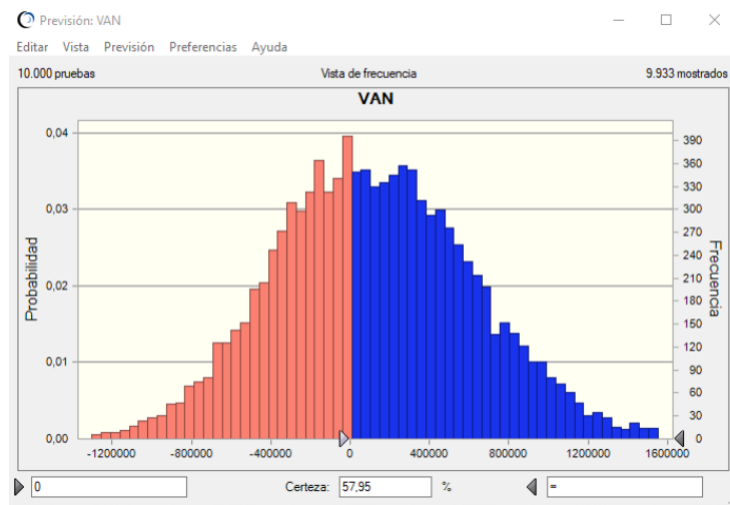 Previsión: VAN
Editar Vista Previsión Preferencias Ayuda
10.000 pruebas Vista de frecuencia 9.933 mostrados
VAN
0,04
0,03
0,02
0,01
0,00
Probabilidad
390
360
330
300
270
240
210
180
150
120
90
60
30
0
Frecuencia
-1200000 -800000 -400000 0 400000 800000 1200000 1600000
0 Certeza: 57,95 % =